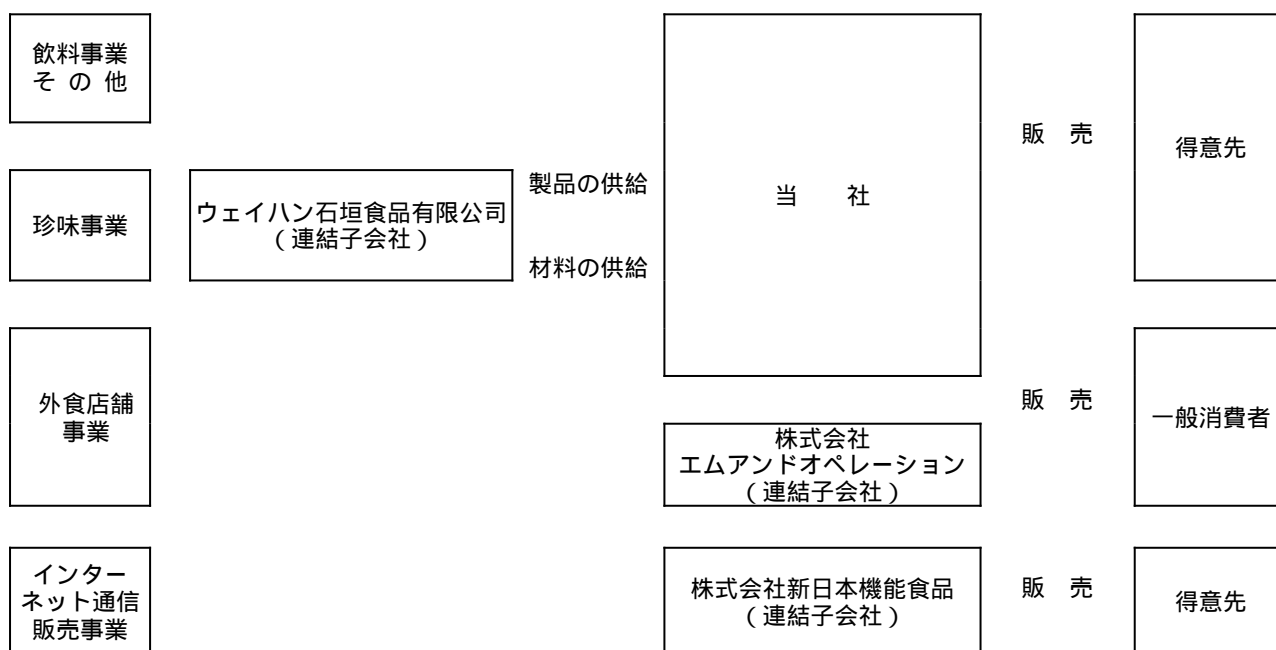 飲料事業
そ の 他
販 売
得意先
珍味事業
ウェイハン石垣食品有限公司
（連結子会社）
製品の供給
材料の供給
当 社
外食店舗
事業
販 売
一般消費者
株式会社
エムアンドオペレーション
（連結子会社）
インター
ネット通信
販売事業
株式会社新日本機能食品
（連結子会社）
販 売
得意先